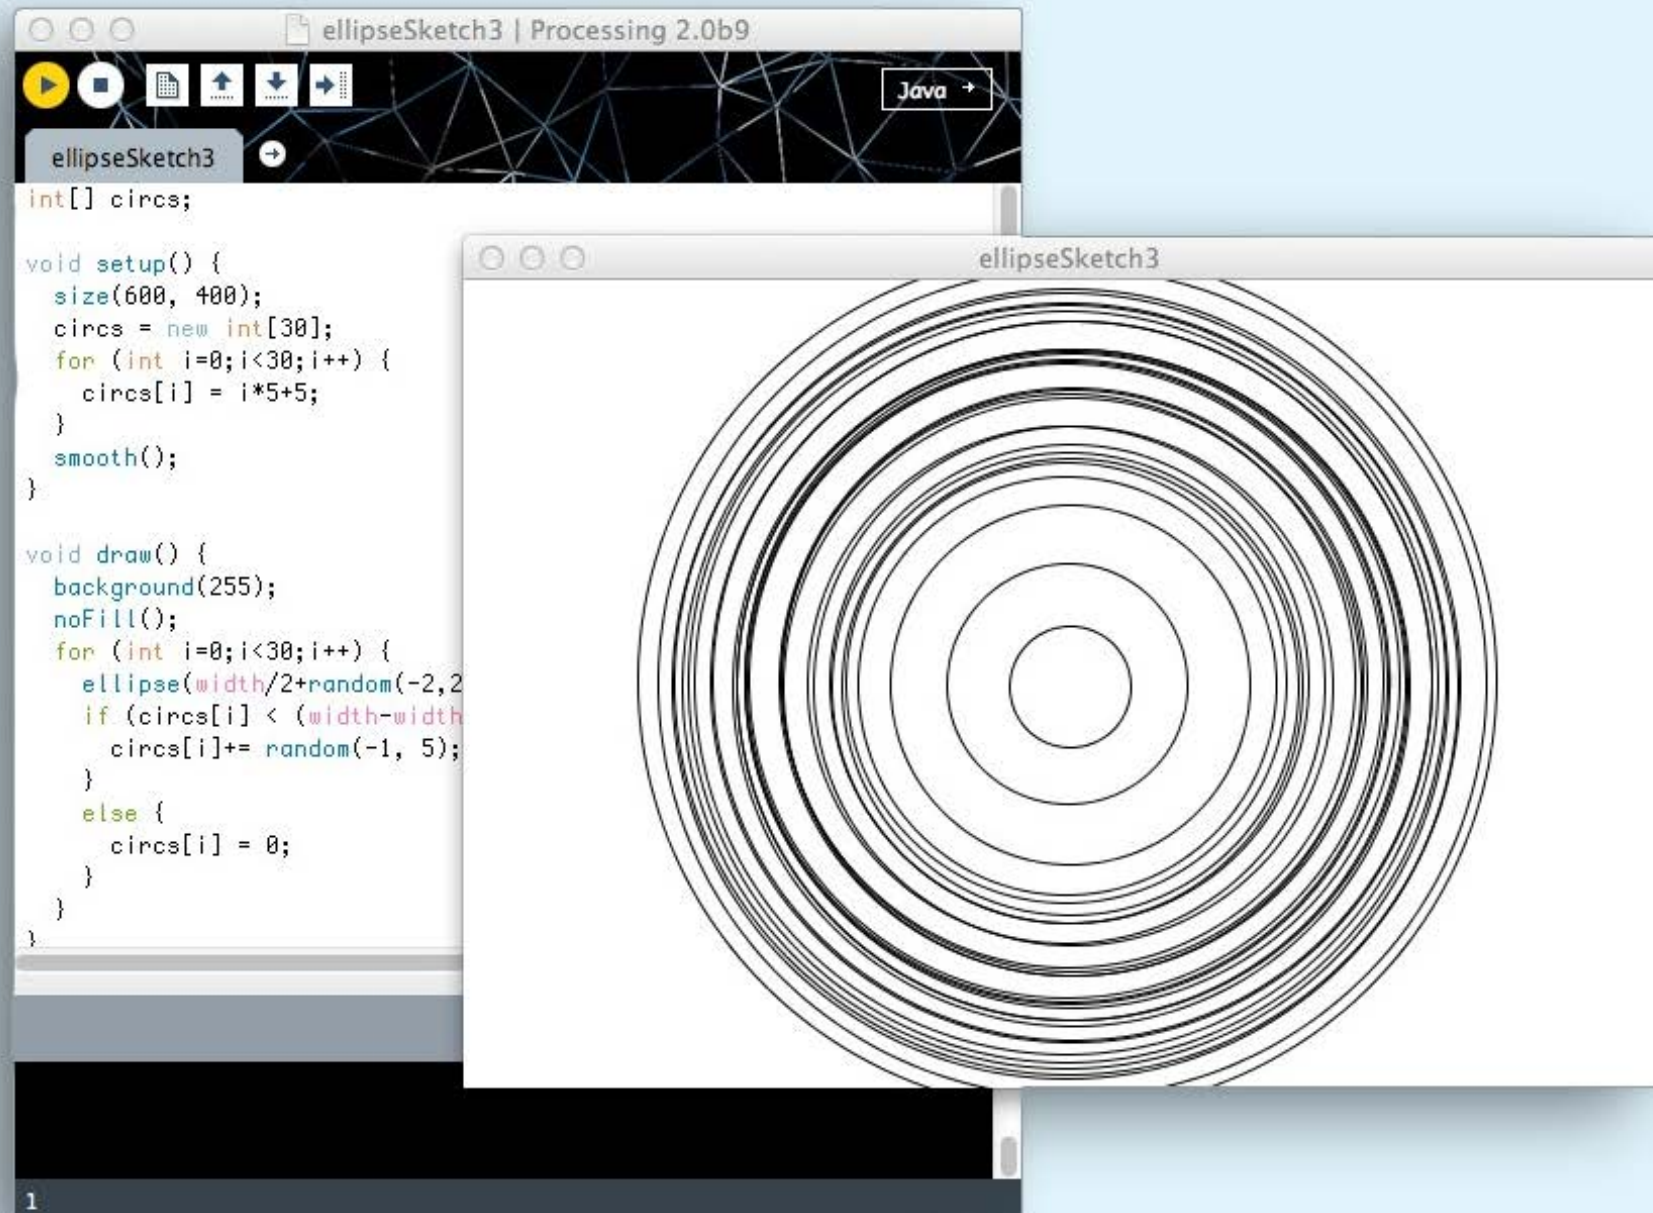 ellipseSketch3 | Processing 2.0b9
Java
ellipseSketch3
int[] circs;
void setup() {
  size(600, 400);
  circs = new int[30];
  for (int i=0;i<30;i++) {
    circs[i] = i*5+5;
  }
  smooth();
}
void draw() {
  background(255);
  noFill();
  for (int i=0;i<30;i++) {
    ellipse(width/2+random(-2,2
    if (circs[i] < (width-width
      circs[i]+= random(-1, 5);
    }
    else {
      circs[i] = 0;
    }
  }
}
1
ellipseSketch3